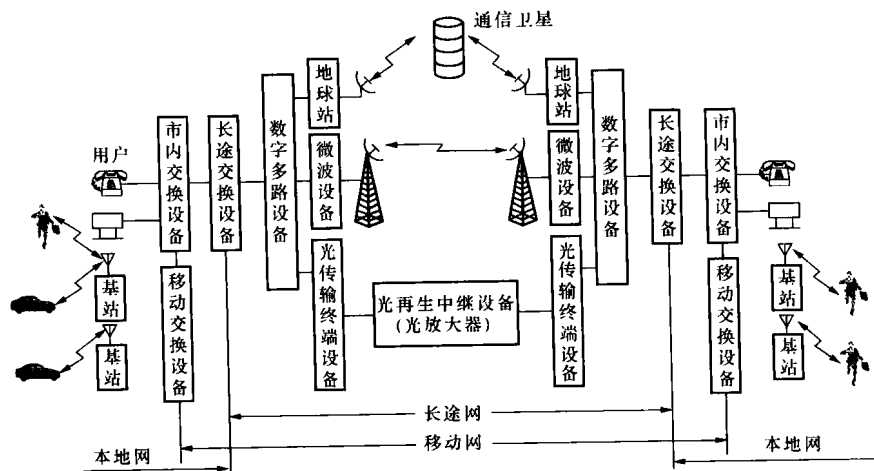 通信卫星
地球站
地球站
用户
市内交换设备
长途交换设备
数字多路设备
微波设备
微波设备
数字多路设备
长途交换设备
市内交换设备
基站
基站
移动交换设备
光传输终端设备
光再生中继设备
(光放大器)
光传输终端设备
移动交换设备
基站
基站
长途网
移动网
本地网
本地网